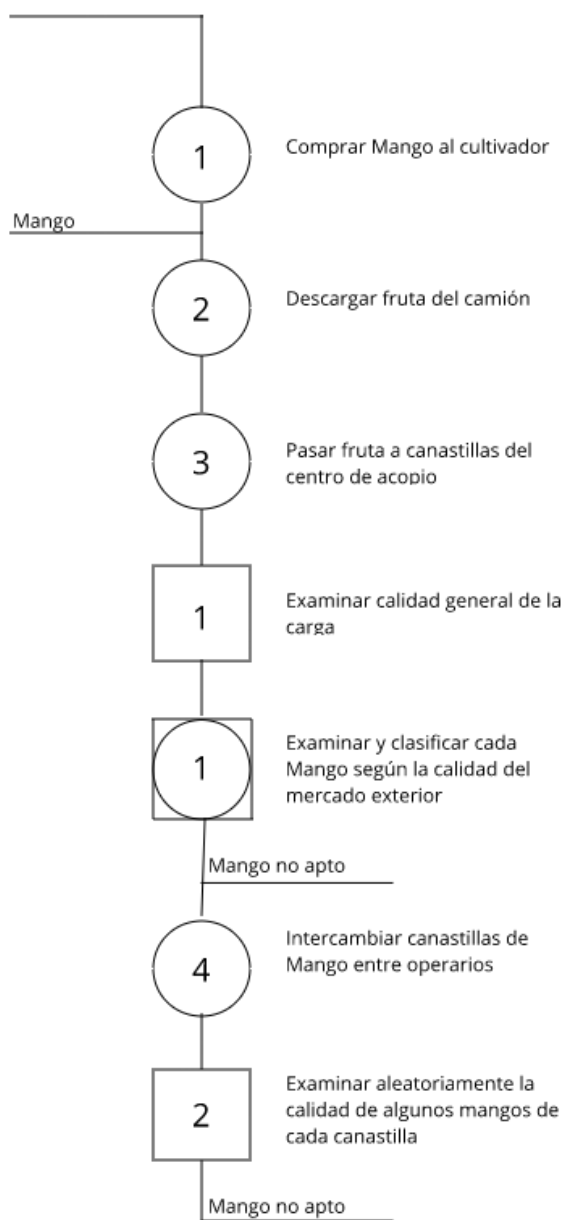 1
Comprar Mango al cultivador
Mango
2
Descargar fruta del camión
3
Pasar fruta a canastillas del
centro de acopio
1
Examinar calidad general de la
carga
1
Examinar y clasificar cada
Mango según la calidad del
mercado exterior
Mango no apto
4
Intercambiar canastillas de
Mango entre operarios
2
Examinar aleatoriamente la
calidad de algunos mangos de
cada canastilla
Mango no apto